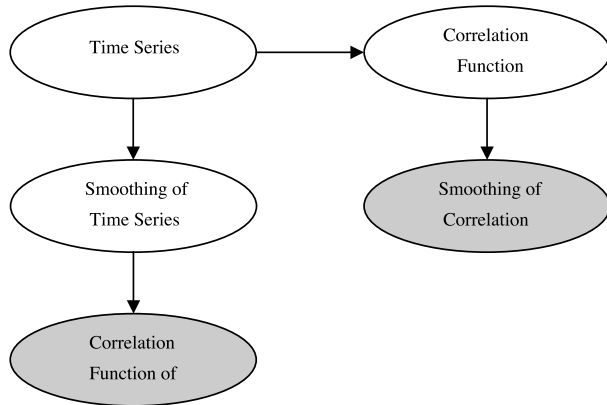 Time Series
Correlation
Function
Smoothing of
Time Series
Smoothing of
Correlation
Correlation
Function of